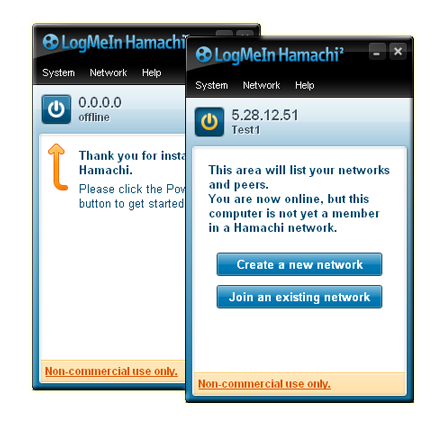 LogMeIn Hamachi
System Network Help
0.0.0.0
offline
Thank you for insta
Hamachi.
Please click the Pow
button to get started
Non-commercial use only.
LogMeIn Hamachi²
System Network Help
5.28.12.51
Test1
This area will list your networks
and peers.
You are now online, but this
computer is not yet a member
in a Hamachi network.
Create a new network
Join an existing network
Non-commercial use only.